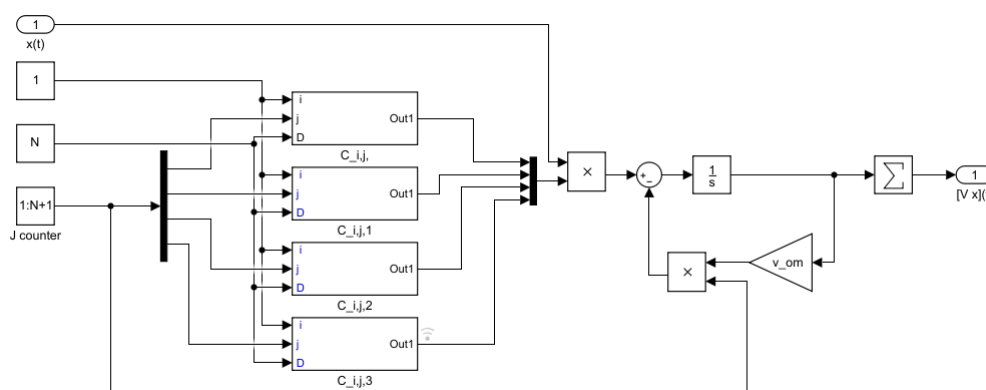 1
x(t)
1
N
1:N+1
J counter
i
j
D
Out1
C_i,j,
i
j
D
Out1
C_i,j,1
i
j
D
Out1
C_i,j,2
i
j
D
Out1
C_i,j,3
×
+
−
1
s
∑
1
[V x](
×
v_om